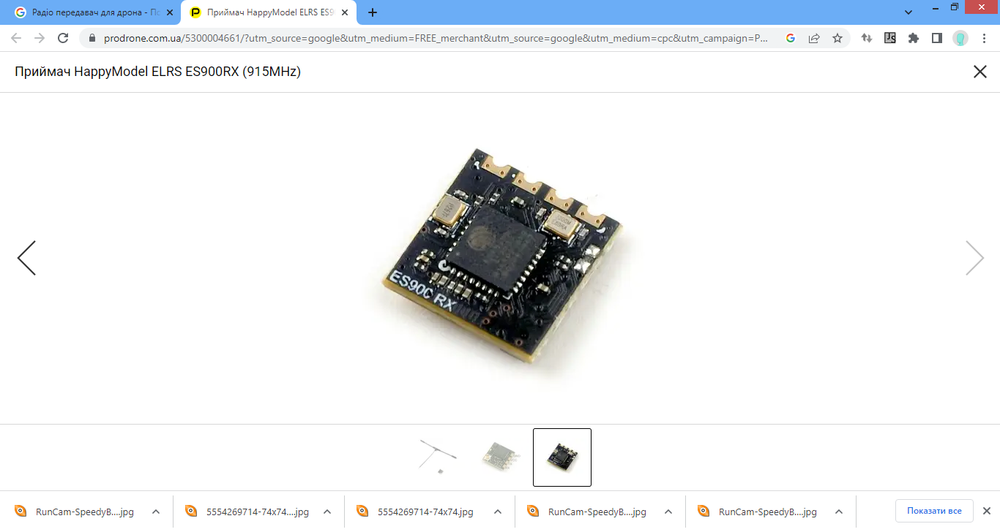 Радіо передавач для дрона - По
Приймач HappyModel ELRS ES9
prodrone.com.ua/5300004661/?utm_source=google&utm_medium=FREE_merchant&utm_source=google&utm_medium=cpc&utm_campaign=P...
Приймач HappyModel ELRS ES900RX (915MHz)
ES900 RX
RunCam-SpeedyB....jpg
5554269714-74x74....jpg
5554269714-74x74.jpg
RunCam-SpeedyB....jpg
RunCam-SpeedyB....jpg
Показати все